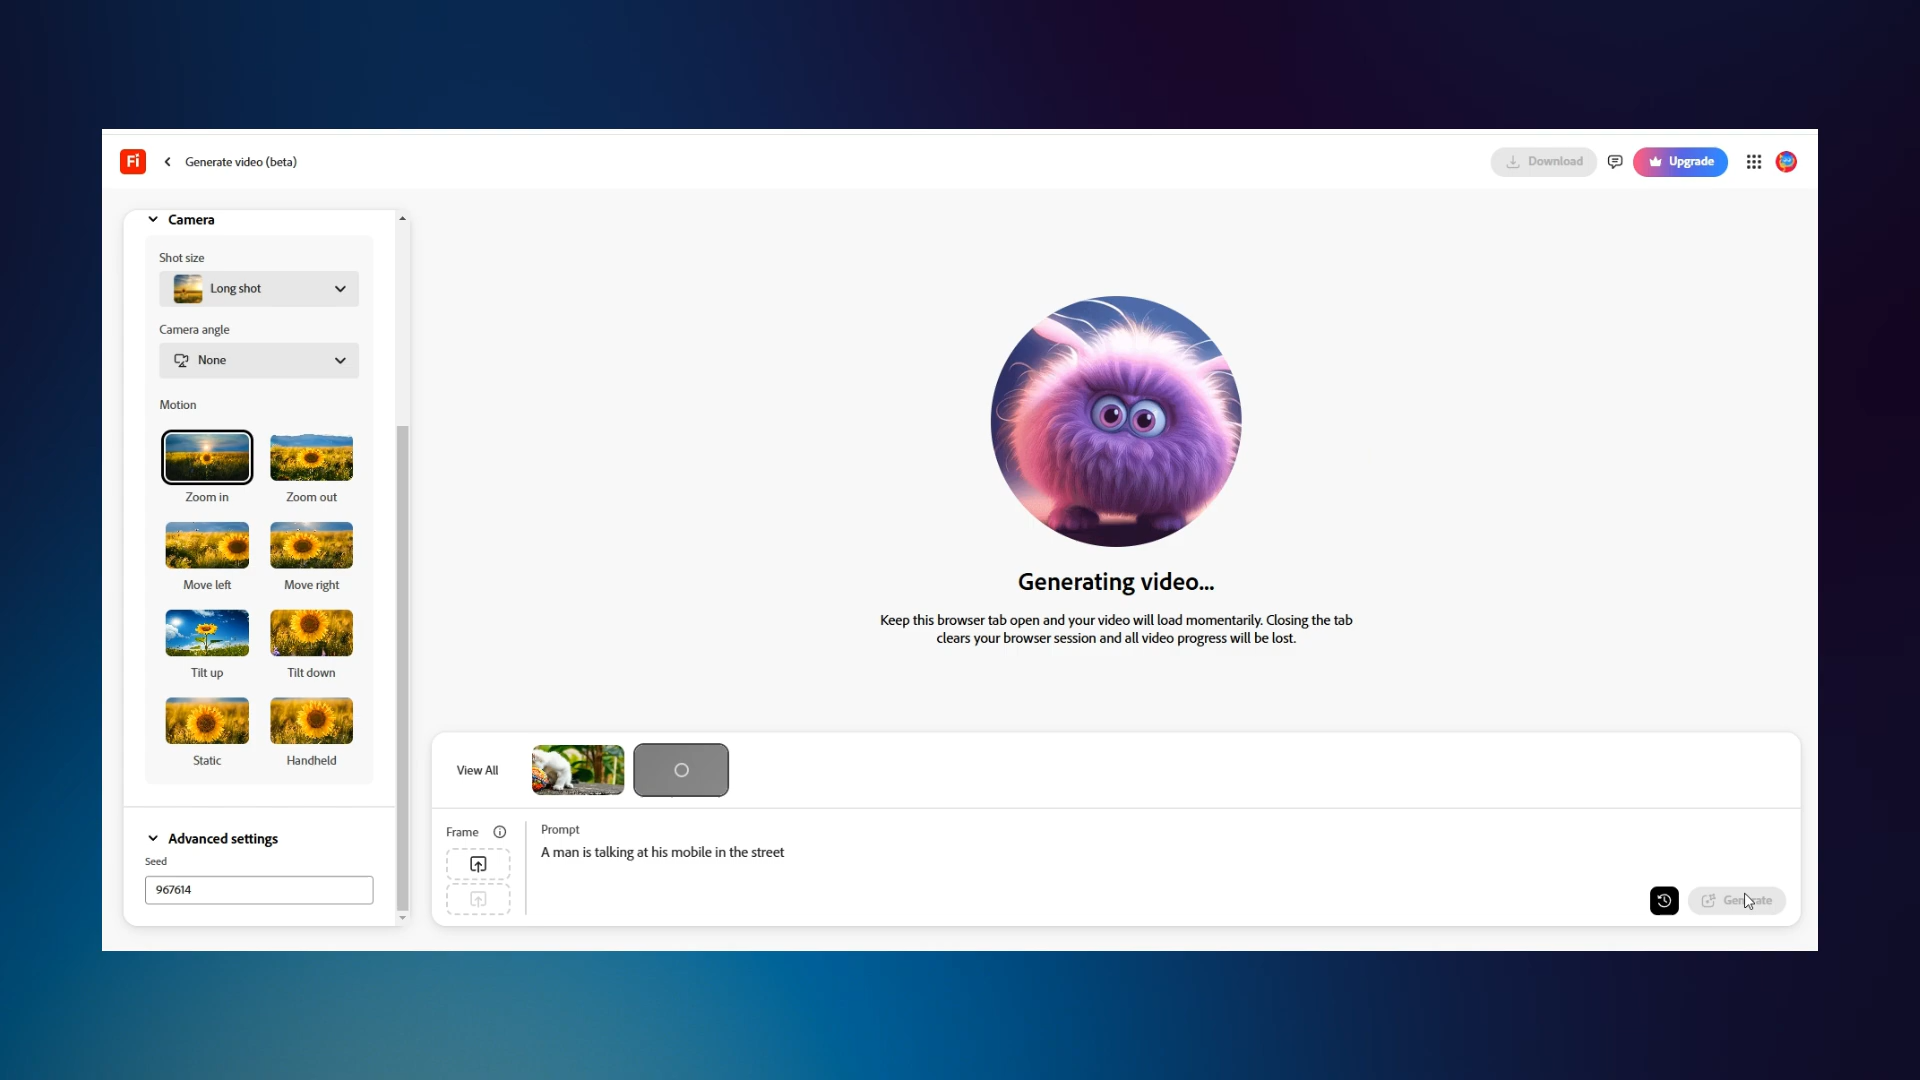 Fi
Generate video (beta)
Download
Upgrade
Camera
Shot size
Long shot
Camera angle
None
Motion
Zoom in
Zoom out
Move left
Move right
Tilt up
Tilt down
Static
Handheld
Advanced settings
Seed
967614
Generating video...
Keep this browser tab open and your video will load momentarily. Closing the tab
clears your browser session and all video progress will be lost.
View All
Frame
Prompt
A man is talking at his mobile in the street
Generate